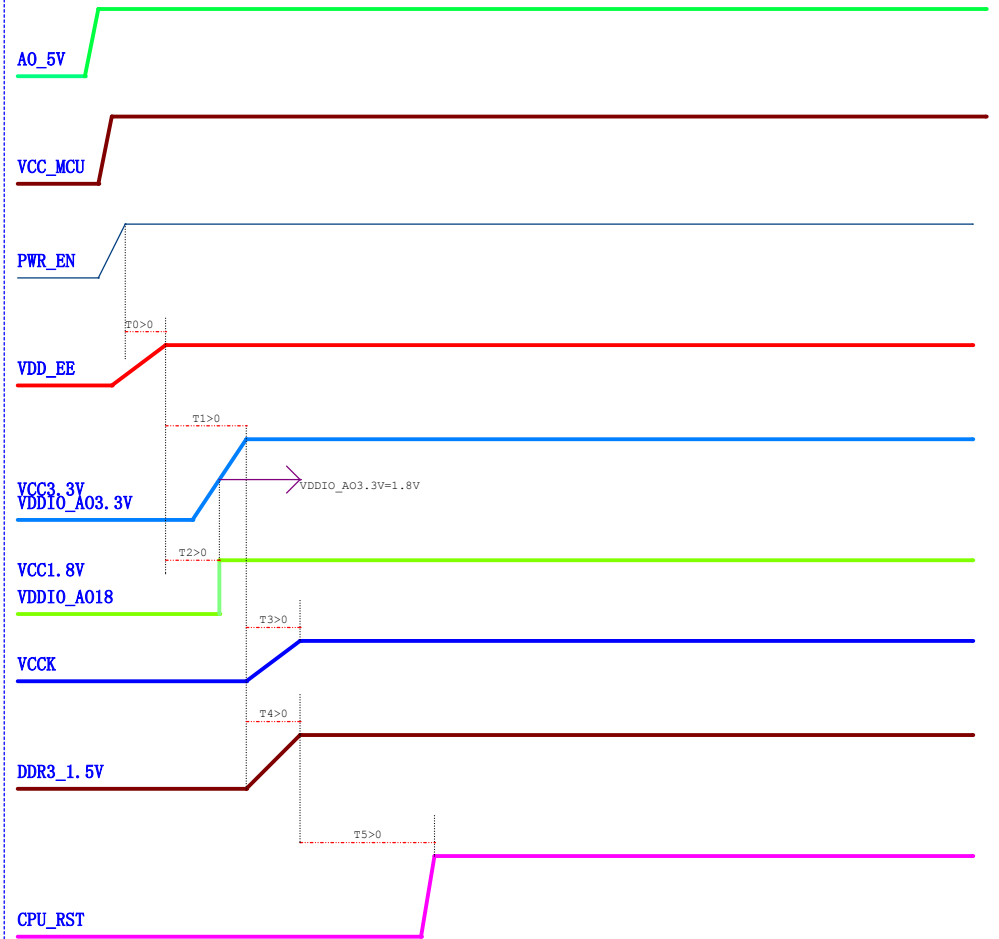 AO_5V
VCC_MCU
PWR_EN
T0>0
VDD_EE
T1>0
VCC3.3V
VDDIO_AO3.3V=1.8V
VDDIO_AO3.3V
T2>0
VCC1.8V
VDDIO_AO18
T3>0
VCCK
T4>0
DDR3_1.5V
T5>0
CPU_RST